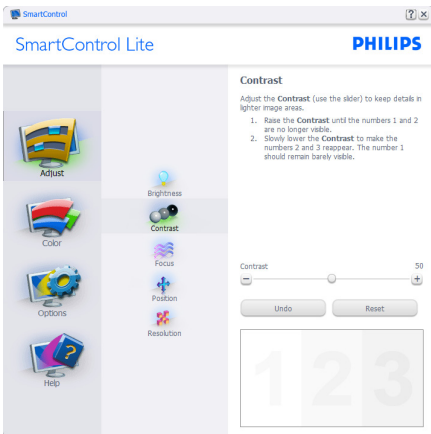 SmartControl
SmartControl Lite
PHILIPS
Adjust
Color
Options
Help
Brightness
Contrast
Focus
Position
Resolution
Contrast
Adjust the Contrast (use the slider) to keep details in
lighter image areas.
1. Raise the Contrast until the numbers 1 and 2
are no longer visible.
2. Slowly lower the Contrast to make the
numbers 2 and 3 reappear. The number 1
should remain barely visible.
Contrast 50
Undo Reset
1 2 3